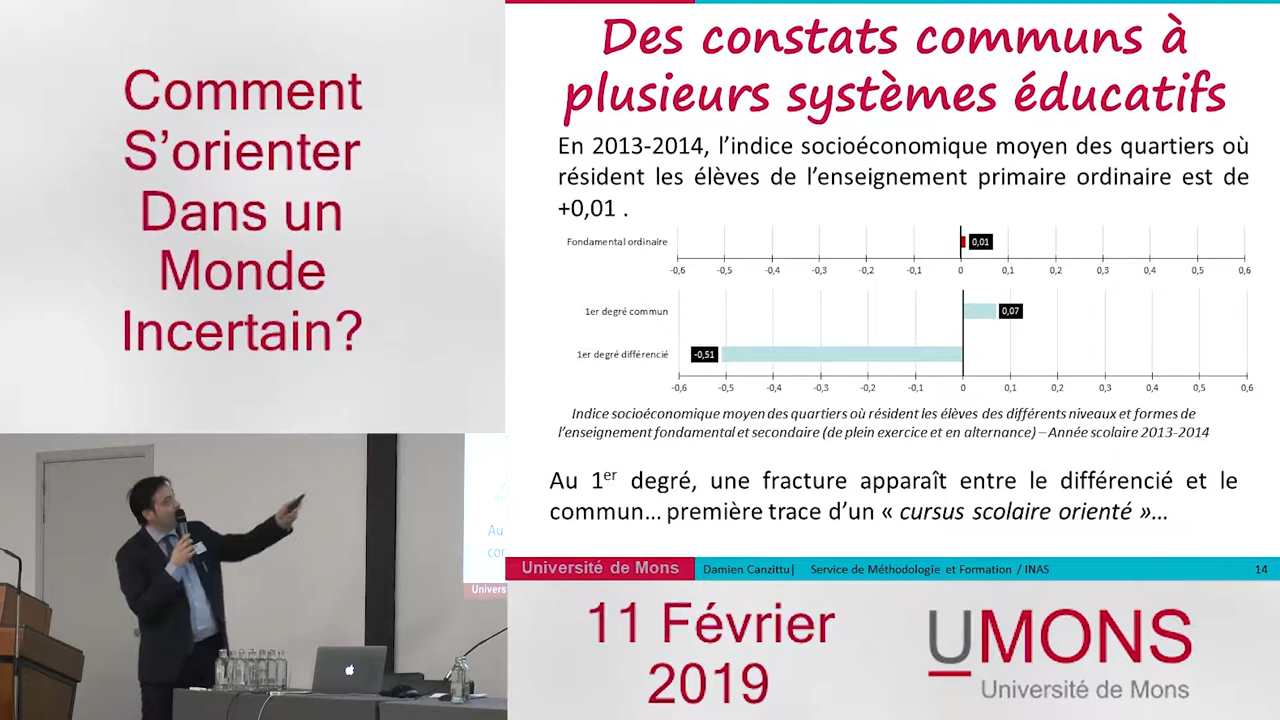 Comment
S’orienter
Dans un
Monde
Incertain?
Des constats communs à
plusieurs systèmes éducatifs
En 2013-2014, l’indice socioéconomique moyen des quartiers où
résident les élèves de l’enseignement primaire ordinaire est de
+0,01 .
Fondamental ordinaire
0,01
-0,6 -0,5 -0,4 -0,3 -0,2 -0,1 0 0,1 0,2 0,3 0,4 0,5 0,6
1er degré commun
0,07
1er degré différencié
-0,51
-0,6 -0,5 -0,4 -0,3 -0,2 -0,1 0 0,1 0,2 0,3 0,4 0,5 0,6
Indice socioéconomique moyen des quartiers où résident les élèves des différents niveaux et formes de
l’enseignement fondamental et secondaire (de plein exercice et en alternance) – Année scolaire 2013-2014
Au 1er degré, une fracture apparaît entre le différencié et le
commun… première trace d’un « cursus scolaire orienté »…
Université de Mons
Damien Canzittu| Service de Méthodologie et Formation / INAS
14
Au
con
Univers
11 Février
2019
UMONS
Université de Mons